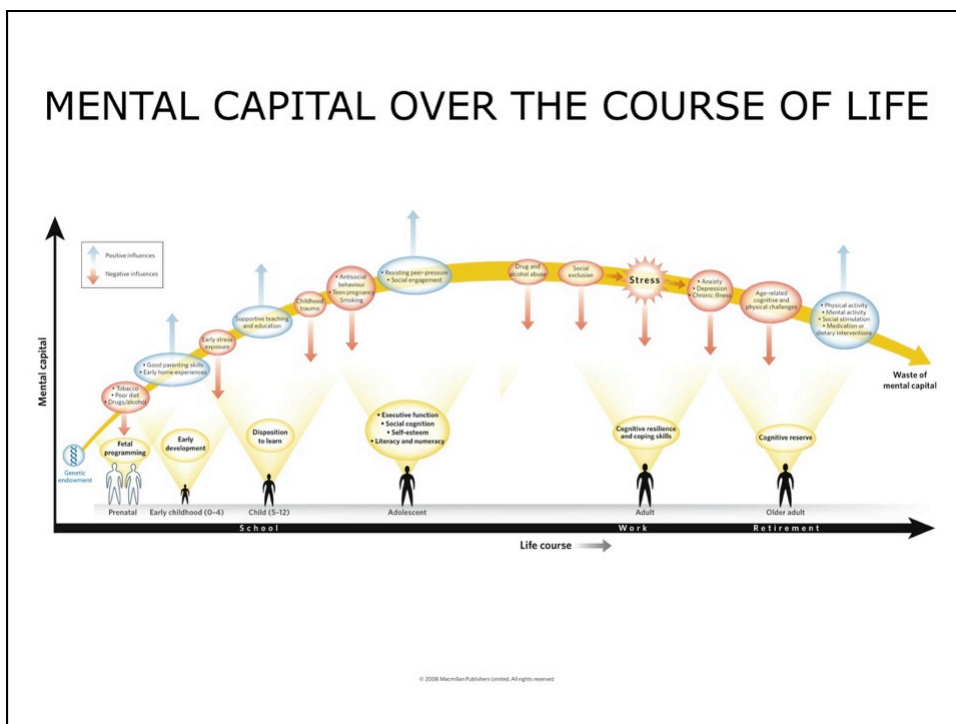 MENTAL CAPITAL OVER THE COURSE OF LIFE
Positive influences
Negative influences
Mental capital
Genetic
endowment
• Tobacco
• Poor diet
• Drugs/alcohol
• Good parenting skills
• Early home experiences
Early stress
exposure
Supportive teaching
and education
Childhood
trauma
• Antisocial
behaviour
• Teen pregnancy
Smoking
• Resisting peer-pressure
• Social engagement
Drug and
alcohol abuse
Social
exclusion
Stress
• Anxiety
• Depression
• Chronic illness
Age-related
cognitive and
physical challenges
• Physical activity
• Mental activity
• Social stimulation
• Medication or
dietary interventions
Waste of
mental capital
Fetal
programming
Early
development
Disposition
to learn
• Executive function
• Social cognition
• Self-esteem
• Literacy and numeracy
Cognitive resilience
and coping skills
Cognitive reserve
Prenatal
Early childhood (0–4)
Child (5–12)
Adolescent
Adult
Older adult
School
Work
Retirement
Life course
© 2008 Macmillan Publishers Limited. All rights reserved